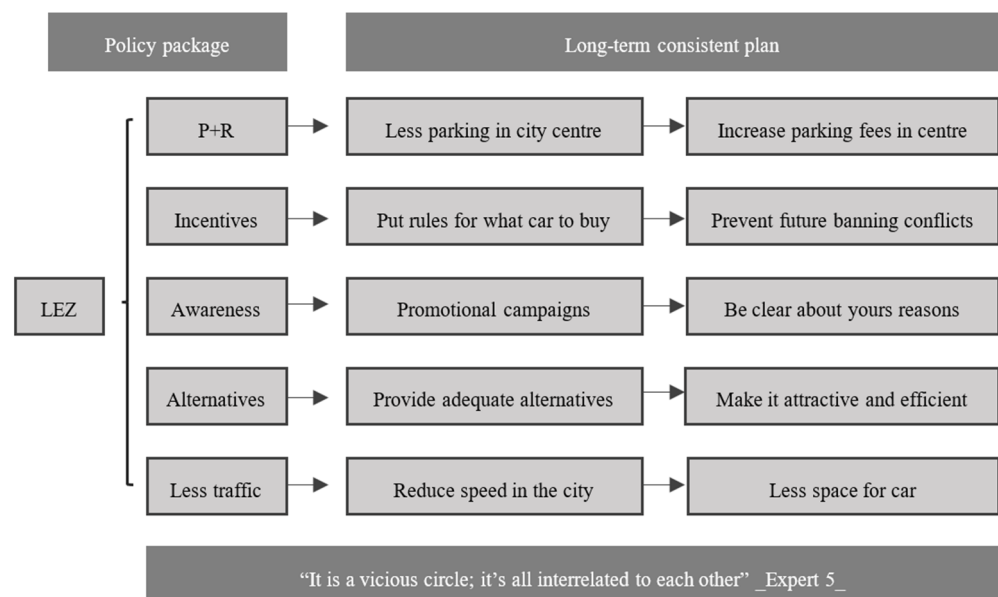 Policy package
Long-term consistent plan
P+R
Less parking in city centre
Increase parking fees in centre
Incentives
Put rules for what car to buy
Prevent future banning conflicts
LEZ
Awareness
Promotional campaigns
Be clear about yours reasons
Alternatives
Provide adequate alternatives
Make it attractive and efficient
Less traffic
Reduce speed in the city
Less space for car
“It is a vicious circle; it’s all interrelated to each other” _Expert 5_